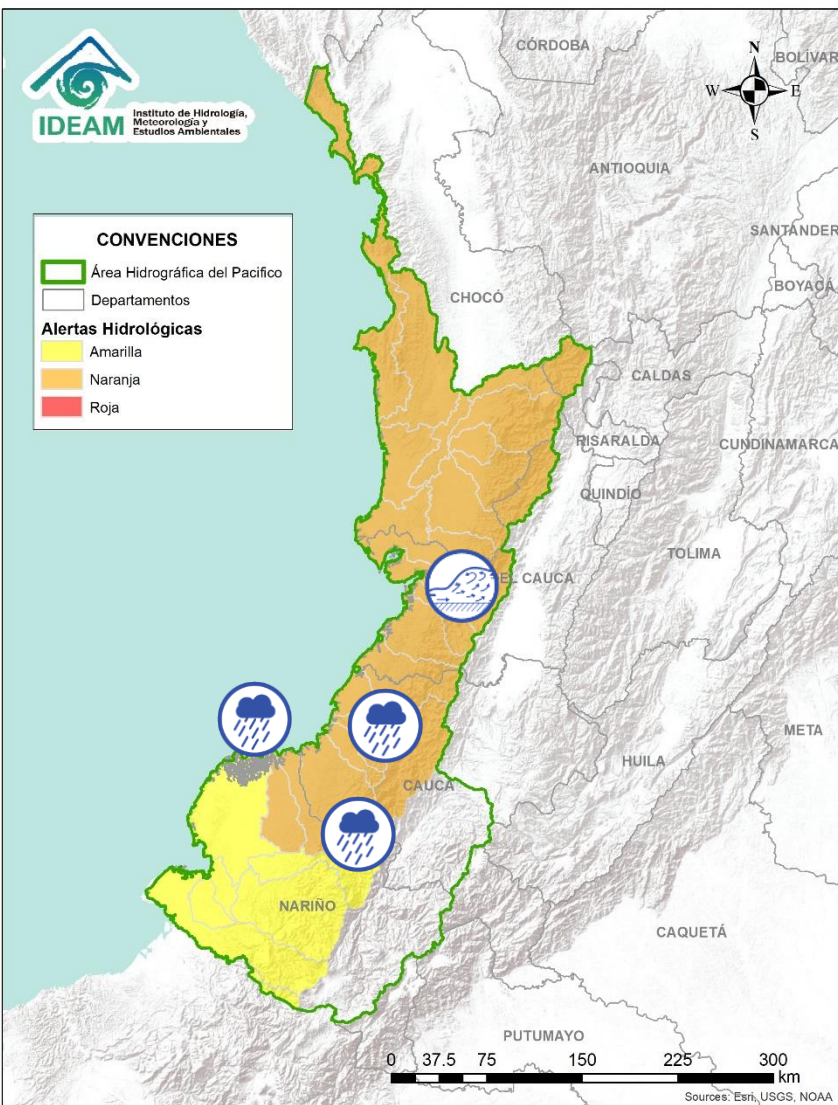 IDEAM
Instituto de Hidrología,
Meteorología y
Estudios Ambientales
CÓRDOBA
N
BOLÍVAR
W
E
S
ANTIOQUIA
CONVENCIONES
Área Hidrográfica del Pacifico
Departamentos
Alertas Hidrológicas
Amarilla
Naranja
Roja
SANTANDER
BOYACÁ
CHOCÓ
CALDAS
RISARALDA
CUNDINAMARCA
QUINDÍO
TOLIMA
EL CAUCA
META
HUILA
CAUCA
NARIÑO
CAQUETÁ
PUTUMAYO
0 37.5 75 150 225 300
km
Sources: Esri, USGS, NOAA